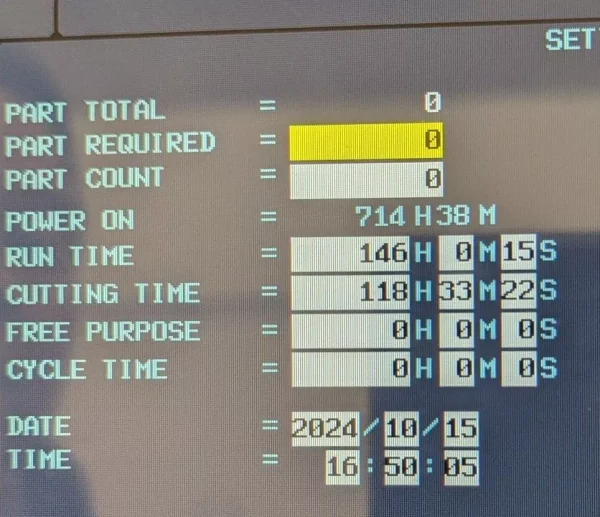 SET
PART TOTAL = 0
PART REQUIRED = 0
PART COUNT = 0
POWER ON = 714 H 38 M
RUN TIME = 146 H 0 M 15 S
CUTTING TIME = 118 H 33 M 22 S
FREE PURPOSE = 0 H 0 M 0 S
CYCLE TIME = 0 H 0 M 0 S
DATE = 2024/10/15
TIME = 16:50:05